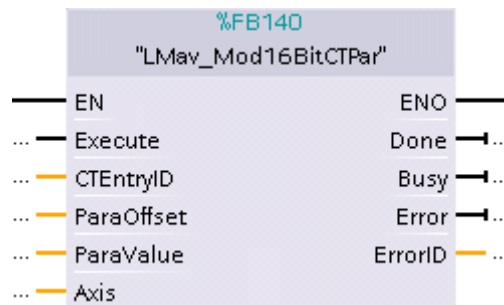 %FB140
"LMav_Mod16BitCTPar"
EN ENO
... Execute Done ...
... CTEntryID Busy ...
... ParaOffset Error ...
... ParaValue ErrorID ...
... Axis